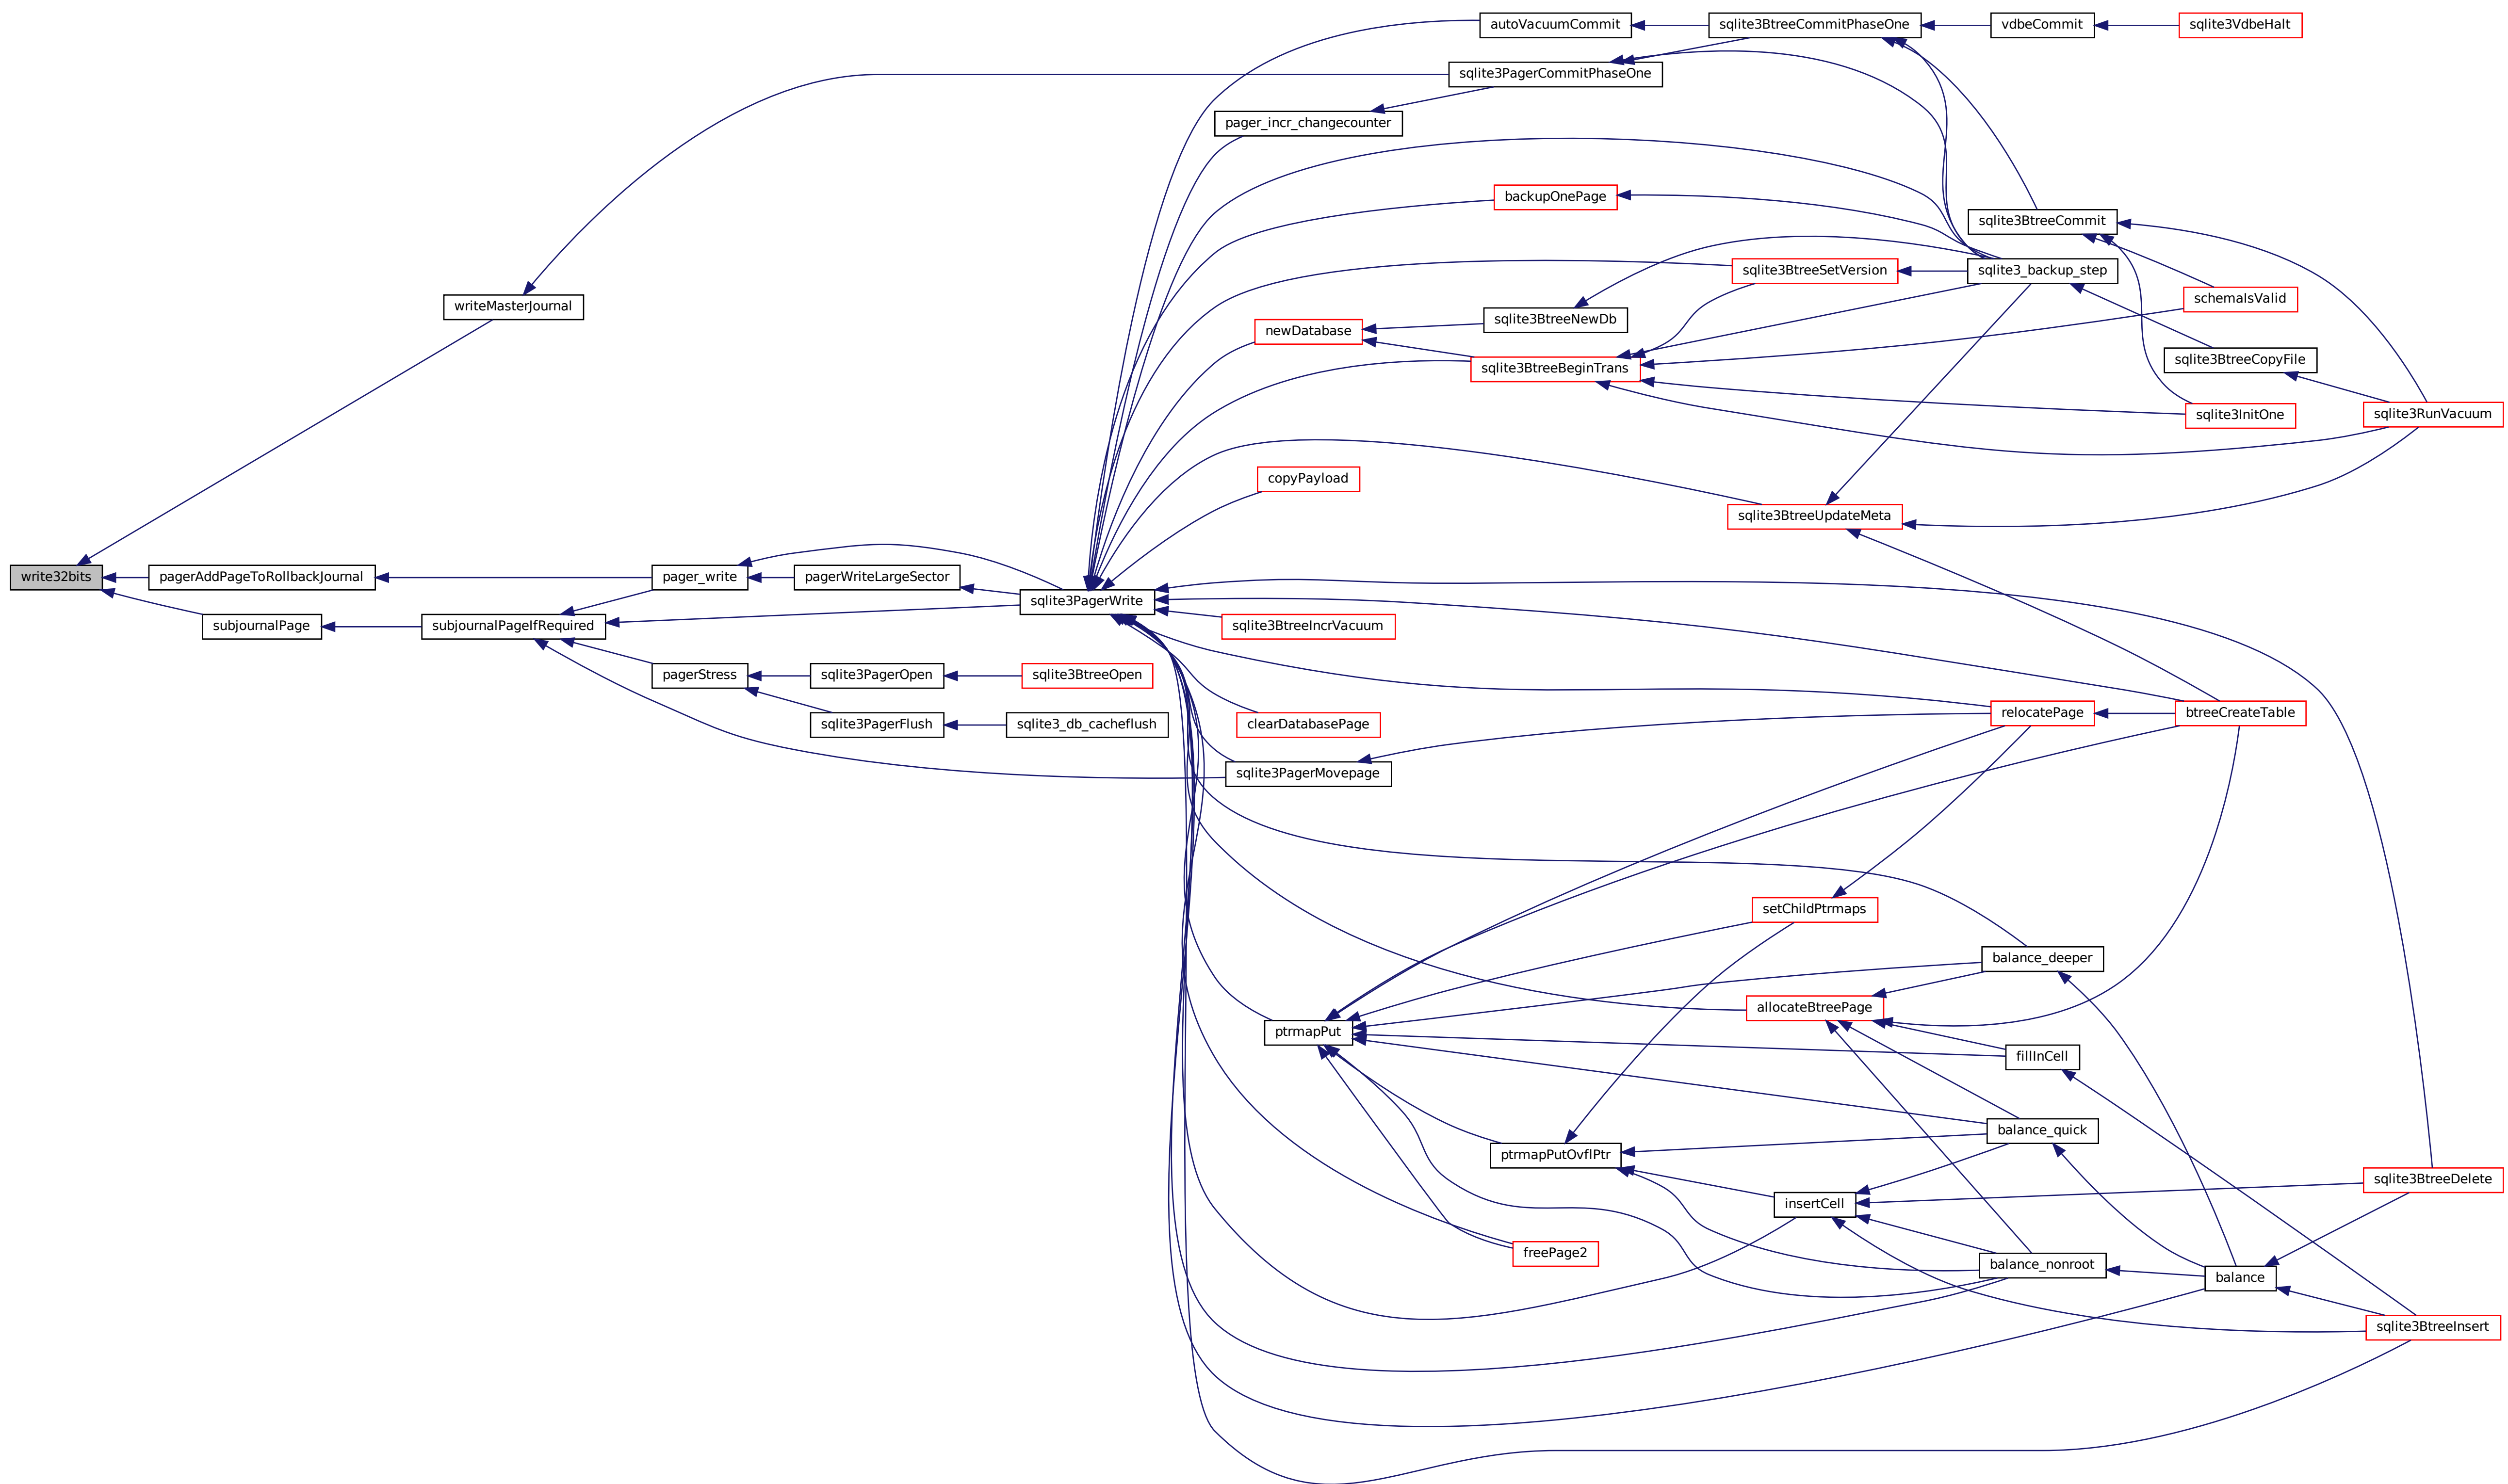 autoVacuumCommit
sqlite3BtreeCommitPhaseOne
vdbeCommit
sqlite3VdbeHalt
sqlite3PagerCommitPhaseOne
pager_incr_changecounter
backupOnePage
sqlite3BtreeCommit
sqlite3BtreeSetVersion
sqlite3_backup_step
schemaIsValid
writeMasterJournal
sqlite3BtreeNewDb
newDatabase
sqlite3BtreeBeginTrans
sqlite3BtreeCopyFile
sqlite3InitOne
sqlite3RunVacuum
copyPayload
sqlite3BtreeUpdateMeta
write32bits
pagerAddPageToRollbackJournal
pager_write
pagerWriteLargeSector
sqlite3PagerWrite
subjournalPage
subjournalPageIfRequired
sqlite3BtreeIncrVacuum
pagerStress
sqlite3PagerOpen
sqlite3BtreeOpen
sqlite3PagerFlush
sqlite3_db_cacheflush
clearDatabasePage
relocatePage
btreeCreateTable
sqlite3PagerMovepage
setChildPtrmaps
balance_deeper
allocateBtreePage
ptrmapPut
fillInCell
balance_quick
ptrmapPutOvflPtr
sqlite3BtreeDelete
insertCell
freePage2
balance_nonroot
balance
sqlite3BtreeInsert